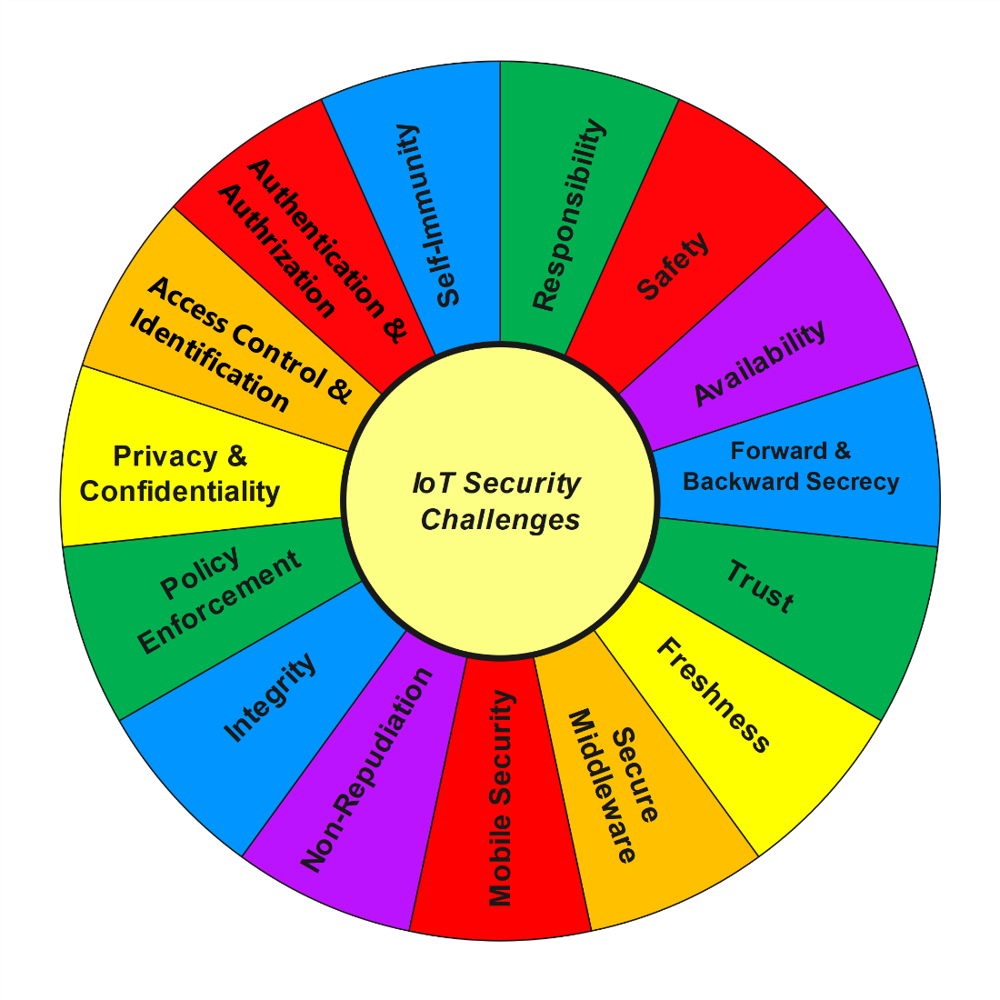 IoT Security
Challenges
Responsibility
Safety
Availability
Forward &
Backward Secrecy
Trust
Freshness
Secure
Middleware
Mobile Security
Non-Repudiation
Integrity
Policy
Enforcement
Privacy &
Confidentiality
Access Control &
Identification
Authentication &
Authrization
Self-Immunity